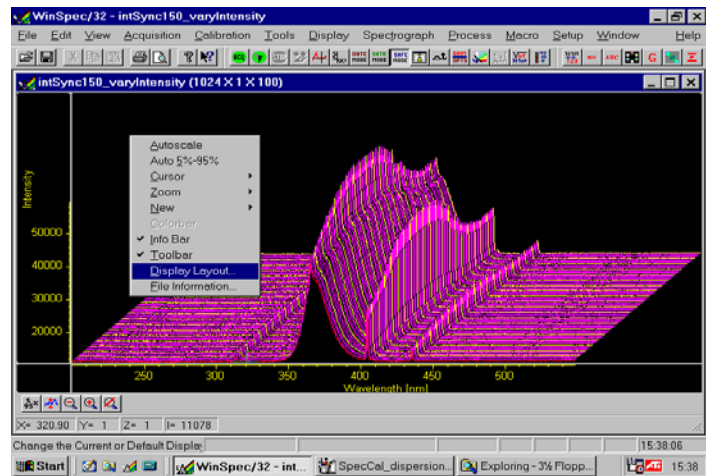 WinSpec/32 - intSync150_varyIntensity
File Edit View Acquisition Calibration Tools Display Spectrograph Process Macro Setup Window Help
intSync150_varyIntensity (1024 X 1 X 100)
Autoscale
Auto 5%-95%
Cursor
Zoom
New
Colorbar
Info Bar
Toolbar
Display Layout...
File Information...
Intensity
50000
40000
30000
20000
250 300 350 400 450 500
Wavelength [nm]
X= 320.90 Y= 1 Z= 1 I= 11078
Change the Current or Default Display
15:38:06
Start WinSpec/32 - int... SpecCal_dispersion... Exploring - 3½ Flopp... 15:38